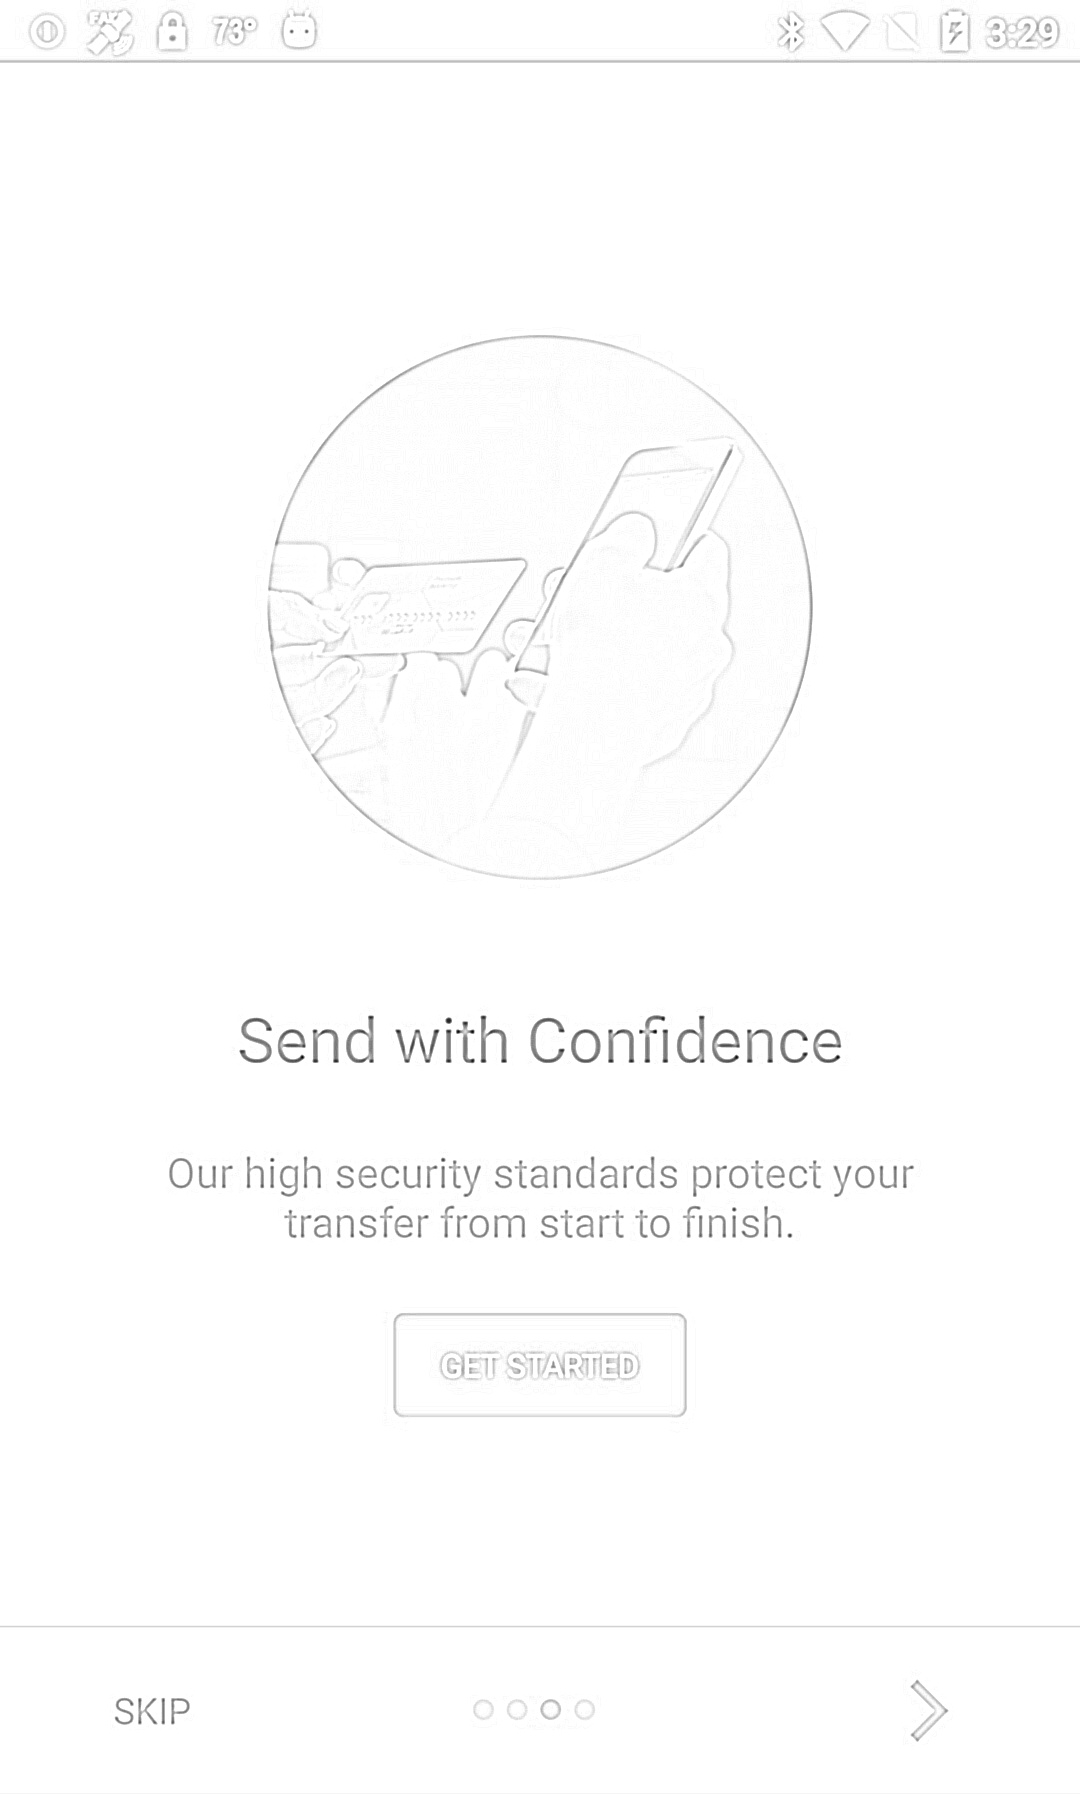 FAV 73° 3:29
Send with Confidence
Our high security standards protect your
transfer from start to finish.
GET STARTED
SKIP